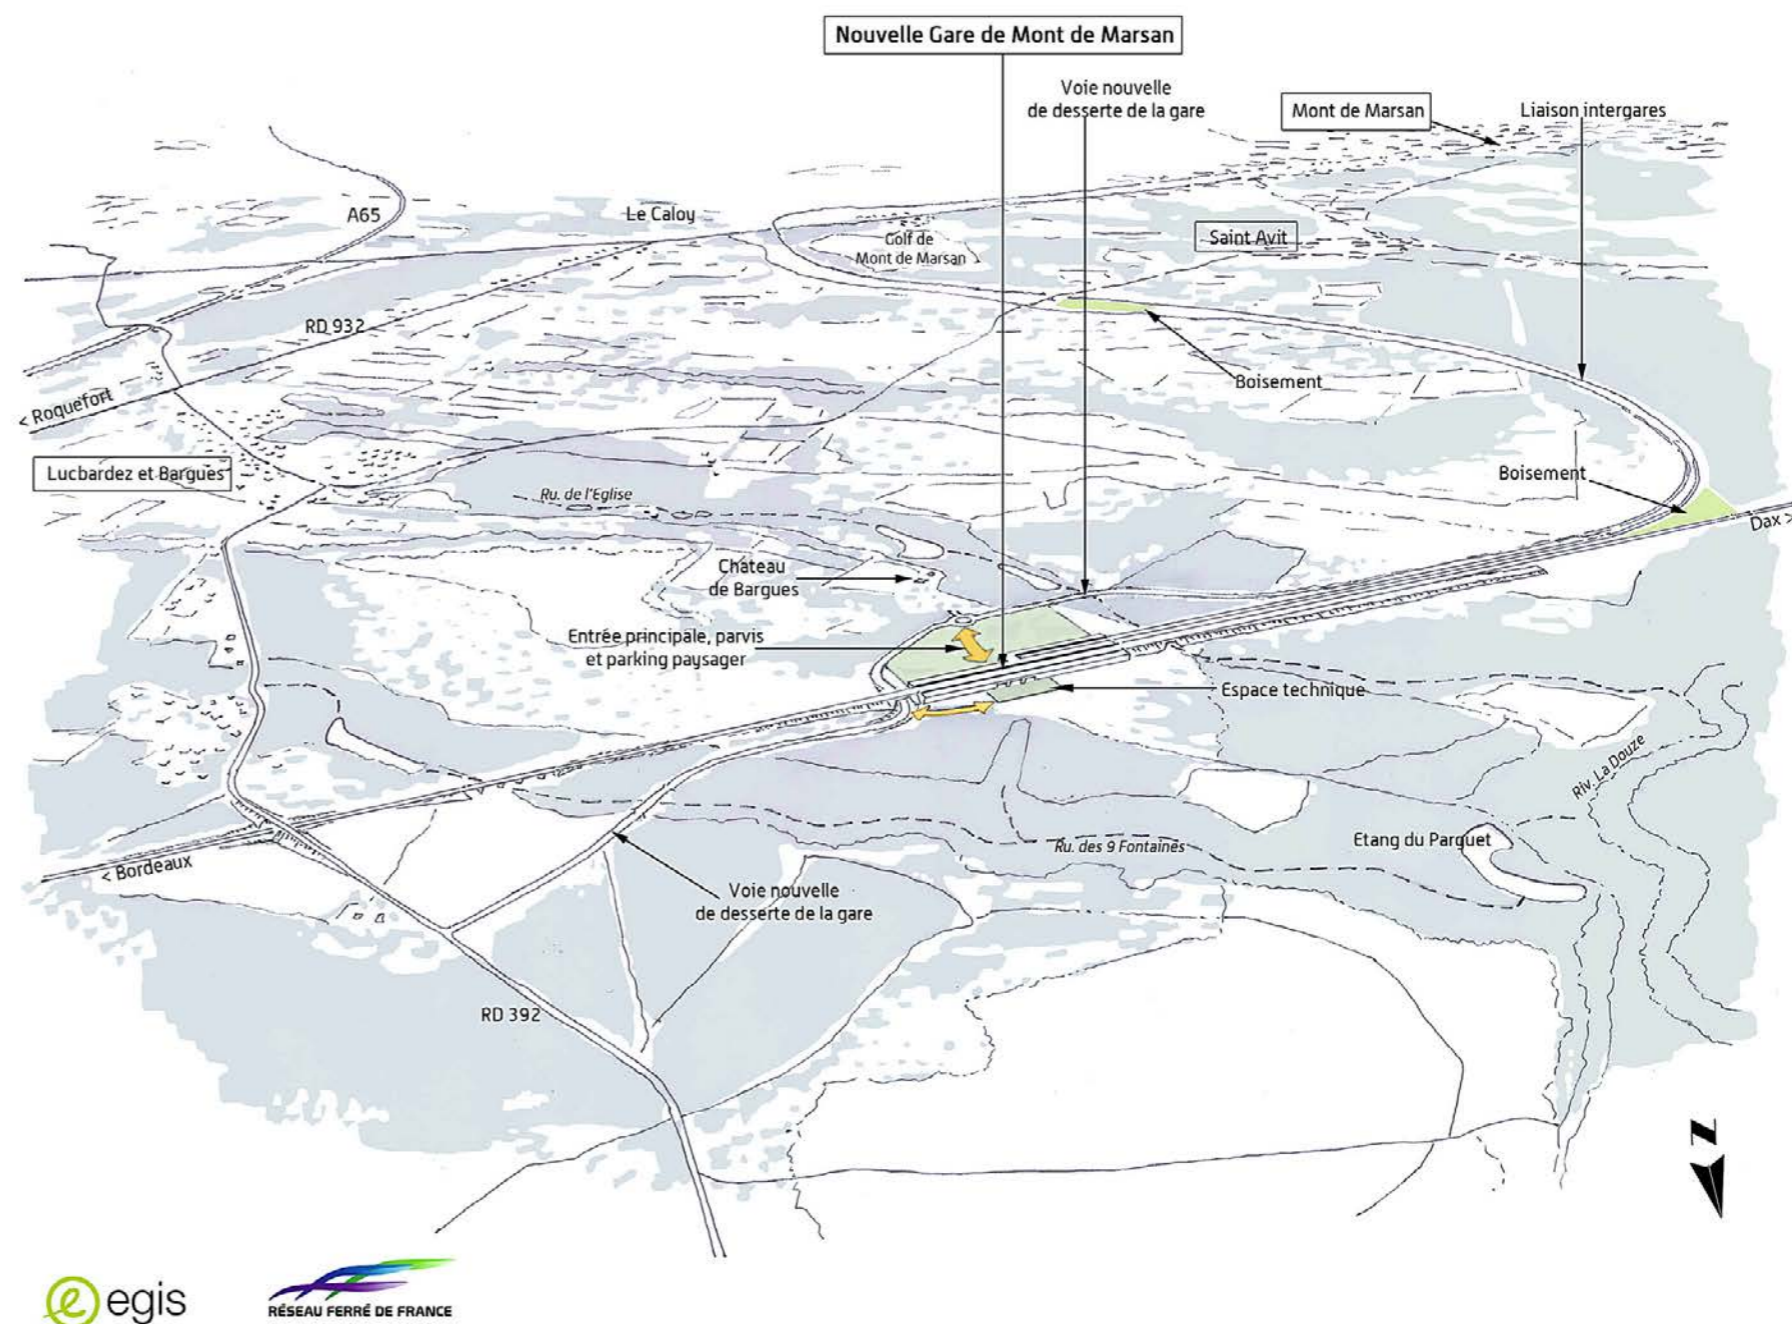 Nouvelle Gare de Mont de Marsan
Voie nouvelle
de desserte de la gare
Mont de Marsan
Liaison intergares
A65
Le Caloy
Golf de
Mont de Marsan
Saint Avit
RD 932
Boisement
< Roquefort
Lucbardez et Bargues
Ru. de l'Eglise
Boisement
Dax >
Château
de Bargues
Entrée principale, parvis
et parking paysager
Espace technique
Riv. La Douze
Etang du Parquet
Ru. des 9 Fontaines
< Bordeaux
Voie nouvelle
de desserte de la gare
RD 392
N
egis
RÉSEAU FERRÉ DE FRANCE